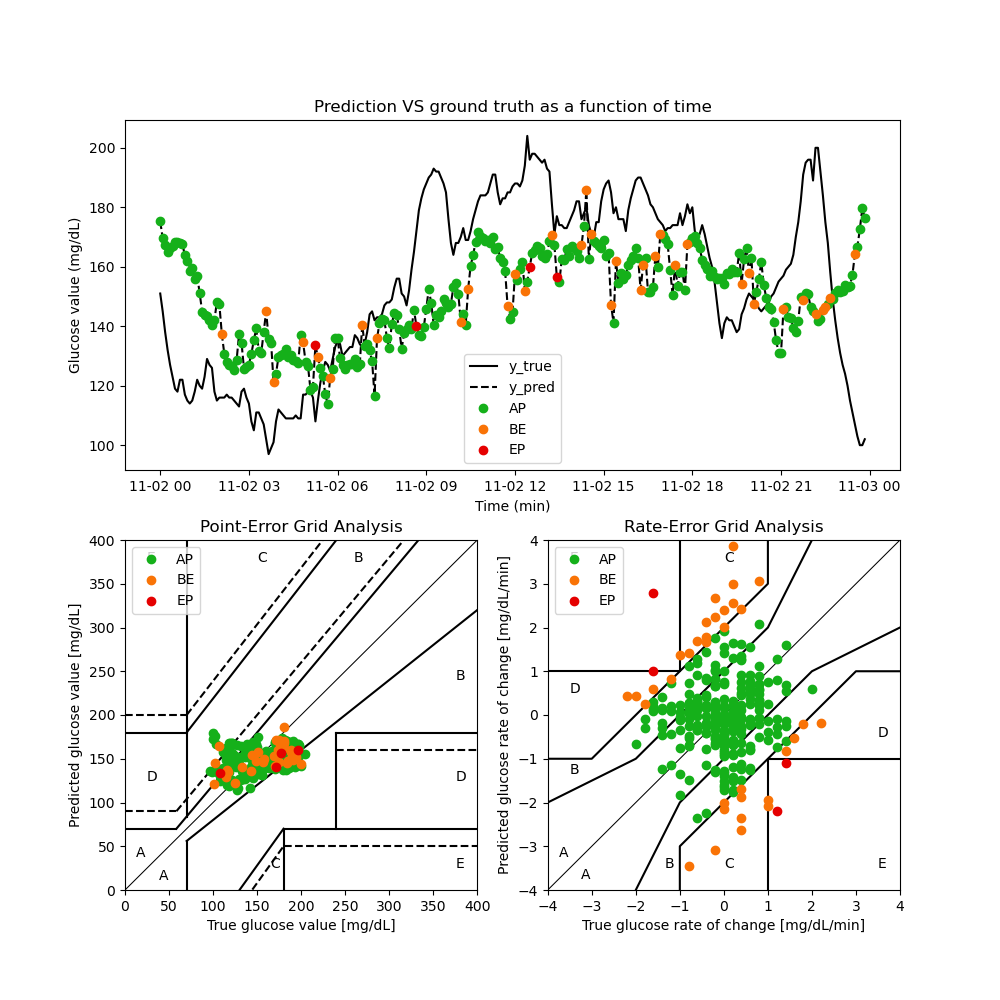 Prediction VS ground truth as a function of time
Glucose value (mg/dL)
200
180
160
140
120
100
y_true
y_pred
AP
BE
EP
11-02 00 11-02 03 11-02 06 11-02 09 11-02 12 11-02 15 11-02 18 11-02 21 11-03 00
Time (min)
Point-Error Grid Analysis
Predicted glucose value [mg/dL]
400
350
300
250
200
150
100
50
0
AP
BE
EP
C
B
B
D
D
A
A
C
E
0 50 100 150 200 250 300 350 400
True glucose value [mg/dL]
Rate-Error Grid Analysis
Predicted glucose rate of change [mg/dL/min]
4
3
2
1
0
−1
−2
−3
−4
AP
BE
EP
C
D
D
B
A
A
B
C
E
−4 −3 −2 −1 0 1 2 3 4
True glucose rate of change [mg/dL/min]